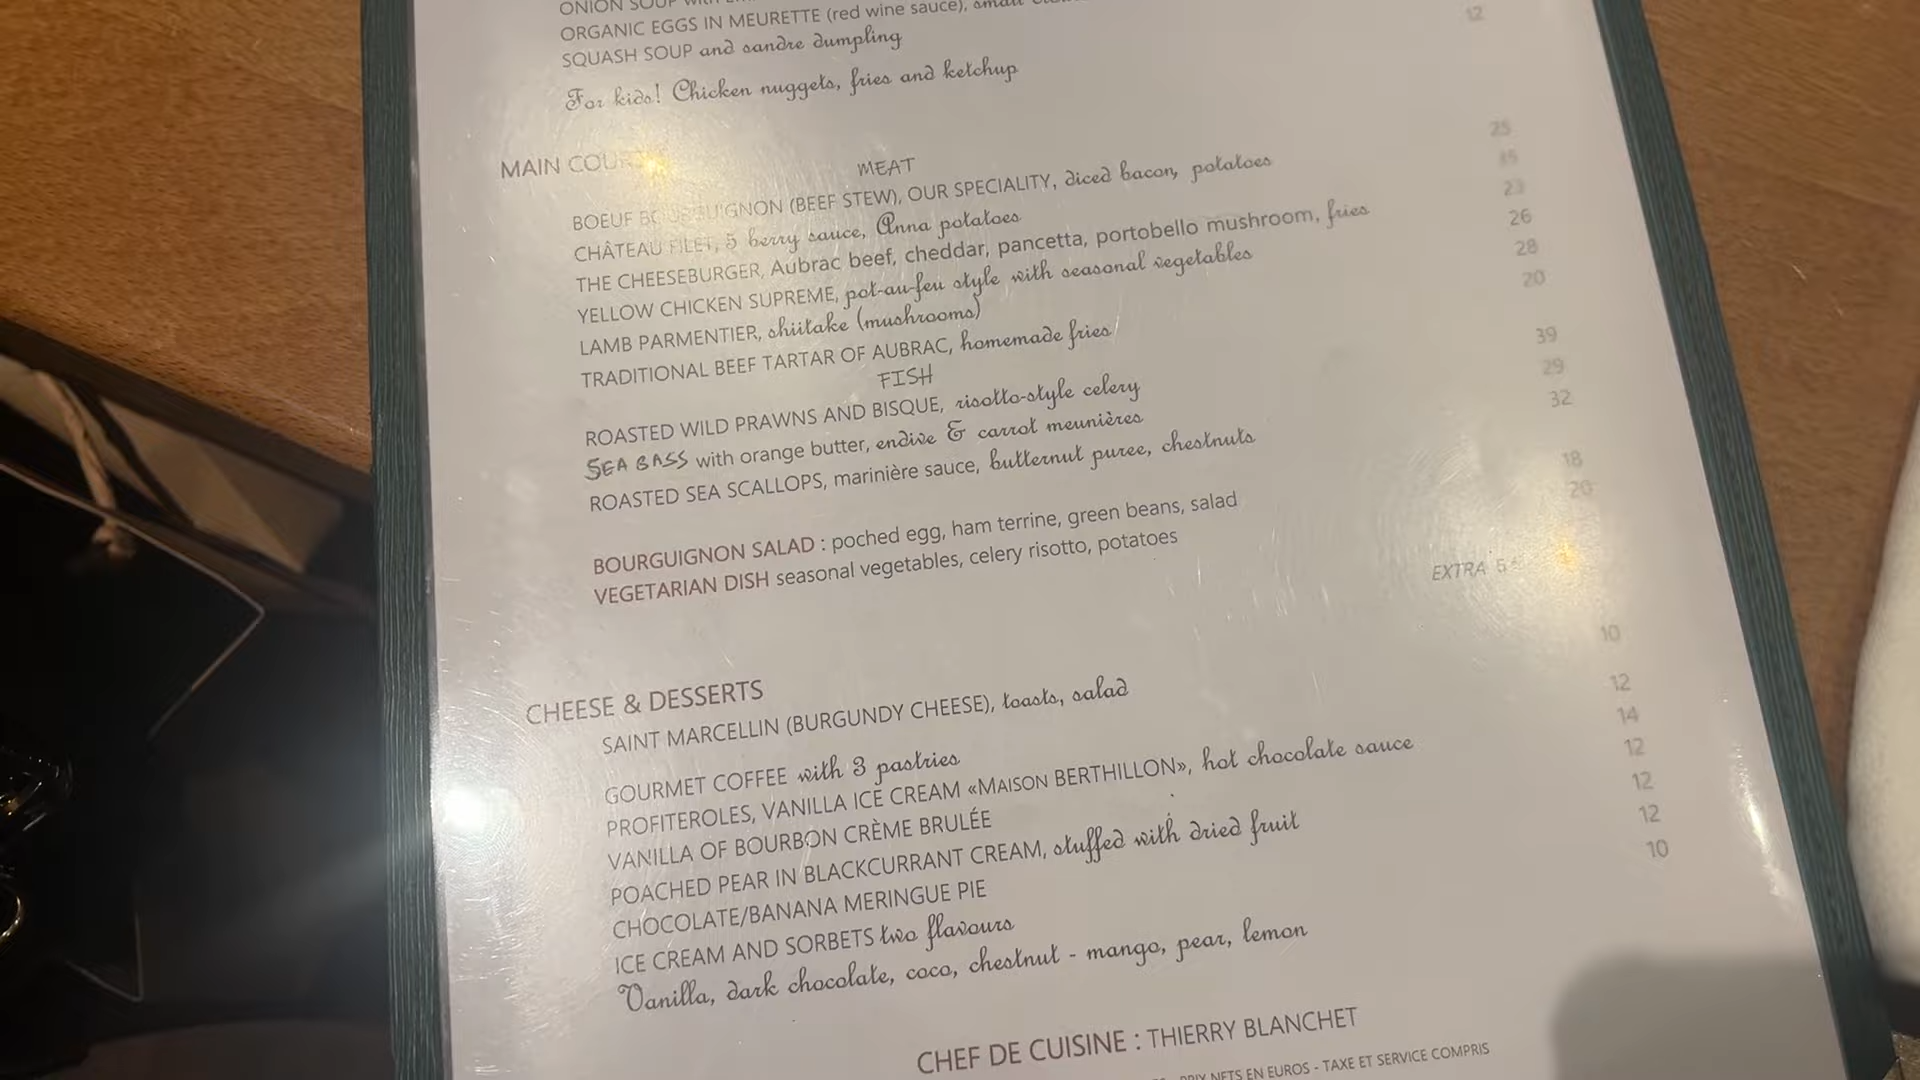 ONION SOUP with
ORGANIC EGGS IN MEURETTE (red wine sauce), small
SQUASH SOUP and sandre dumpling 12
For kids! Chicken nuggets, fries and ketchup
MAIN
MEAT
BOEUF BOURGUIGNON (BEEF STEW), OUR SPECIALITY, diced bacon, potatoes 25
CHÂTEAU FILET, 5 berry sauce, Anna potatoes
THE CHEESEBURGER, Aubrac beef, cheddar, pancetta, portobello mushroom, fries 23
YELLOW CHICKEN SUPREME, pot-au-feu style with seasonal vegetables 26
LAMB PARMENTIER, shiitake (mushrooms) 28
TRADITIONAL BEEF TARTAR OF AUBRAC, homemade fries 20
FISH
ROASTED WILD PRAWNS AND BISQUE, risotto-style celery 39
SEA BASS with orange butter, endive & carrot meunières 29
ROASTED SEA SCALLOPS, marinière sauce, butternut puree, chestnuts 32
BOURGUIGNON SALAD : poched egg, ham terrine, green beans, salad 18
VEGETARIAN DISH seasonal vegetables, celery risotto, potatoes 20
EXTRA
CHEESE & DESSERTS
SAINT MARCELLIN (BURGUNDY CHEESE), toasts, salad 10
GOURMET COFFEE with 3 pastries 12
PROFITEROLES, VANILLA ICE CREAM «MAISON BERTHILLON», hot chocolate sauce 14
VANILLA OF BOURBON CRÈME BRULÉE 12
POACHED PEAR IN BLACKCURRANT CREAM, stuffed with dried fruit 12
CHOCOLATE/BANANA MERINGUE PIE 12
ICE CREAM AND SORBETS two flavours 10
Vanilla, dark chocolate, coco, chestnut - mango, pear, lemon
CHEF DE CUISINE : THIERRY BLANCHET
PRIX NETS EN EUROS - TAXE ET SERVICE COMPRIS